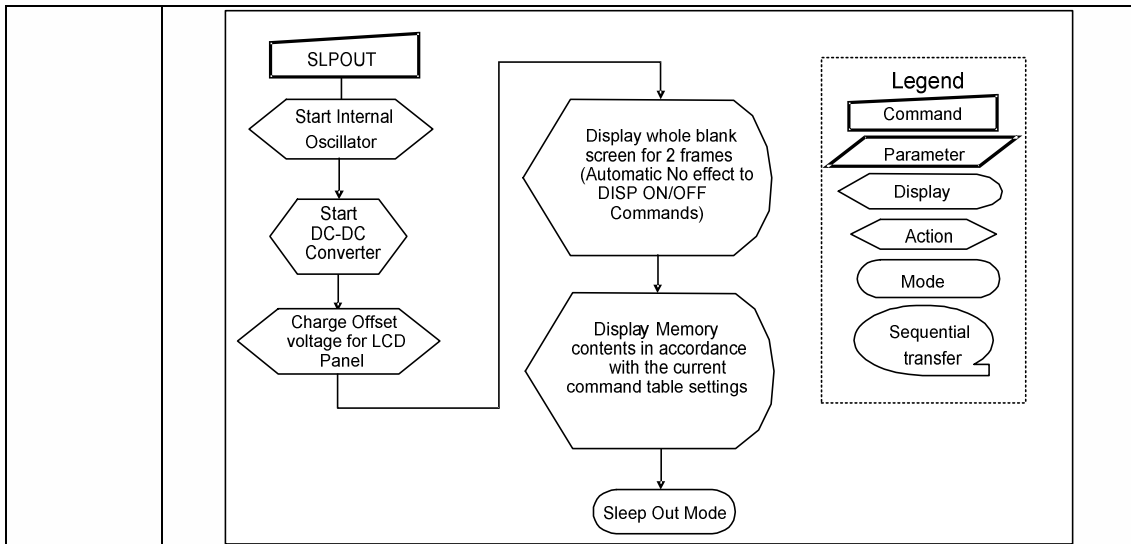 SLPOUT
Start Internal
Oscillator
Start
DC-DC
Converter
Charge Offset
voltage for LCD
Panel
Display whole blank
screen for 2 frames
(Automatic No effect to
DISP ON/OFF
Commands)
Display Memory
contents in accordance
with the current
command table settings
Sleep Out Mode
Legend
Command
Parameter
Display
Action
Mode
Sequential
transfer